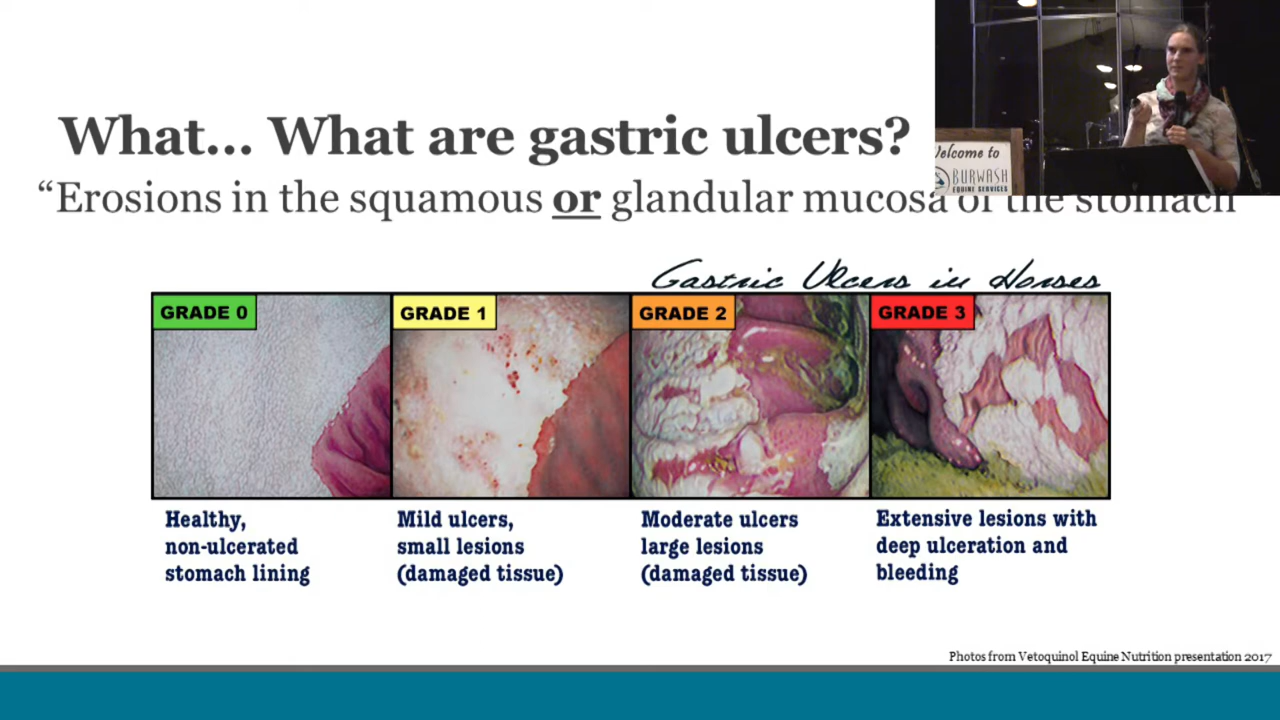 What... What are gastric ulcers?
“Erosions in the squamous or glandular mucosa of the stomach
Welcome to
BURWASH
EQUINE SERVICES
Gastric Ulcers in Horses
GRADE 0
GRADE 1
GRADE 2
GRADE 3
Healthy,
non-ulcerated
stomach lining
Mild ulcers,
small lesions
(damaged tissue)
Moderate ulcers
large lesions
(damaged tissue)
Extensive lesions with
deep ulceration and
bleeding
Photos from Vetoquinol Equine Nutrition presentation 2017